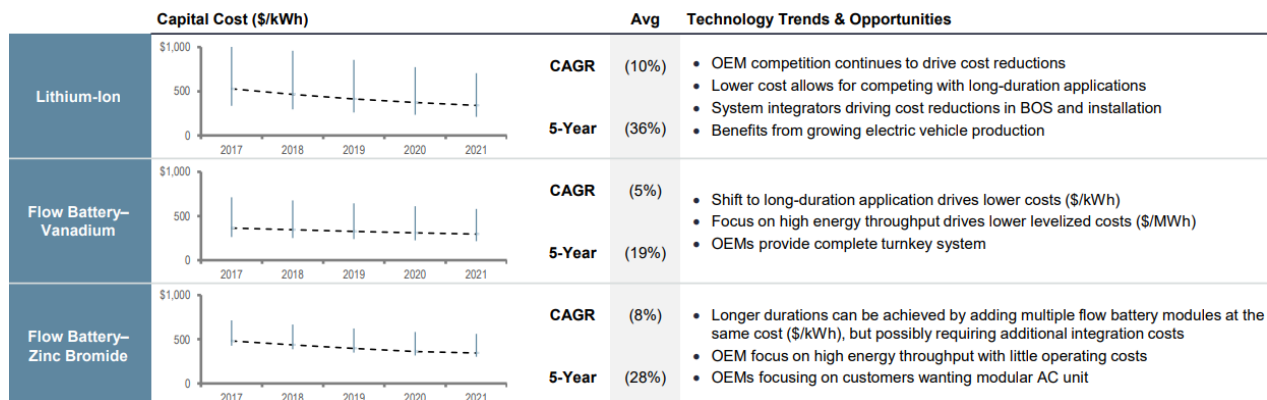 Capital Cost ($/kWh) Avg Technology Trends & Opportunities
Lithium-Ion
$1,000
500
0
2017 2018 2019 2020 2021
CAGR (10%)
5-Year (36%)
• OEM competition continues to drive cost reductions
• Lower cost allows for competing with long-duration applications
• System integrators driving cost reductions in BOS and installation
• Benefits from growing electric vehicle production
Flow Battery–
Vanadium
$1,000
500
0
2017 2018 2019 2020 2021
CAGR (5%)
5-Year (19%)
• Shift to long-duration application drives lower costs ($/kWh)
• Focus on high energy throughput drives lower levelized costs ($/MWh)
• OEMs provide complete turnkey system
Flow Battery–
Zinc Bromide
$1,000
500
0
2017 2018 2019 2020 2021
CAGR (8%)
5-Year (28%)
• Longer durations can be achieved by adding multiple flow battery modules at the
same cost ($/kWh), but possibly requiring additional integration costs
• OEM focus on high energy throughput with little operating costs
• OEMs focusing on customers wanting modular AC unit